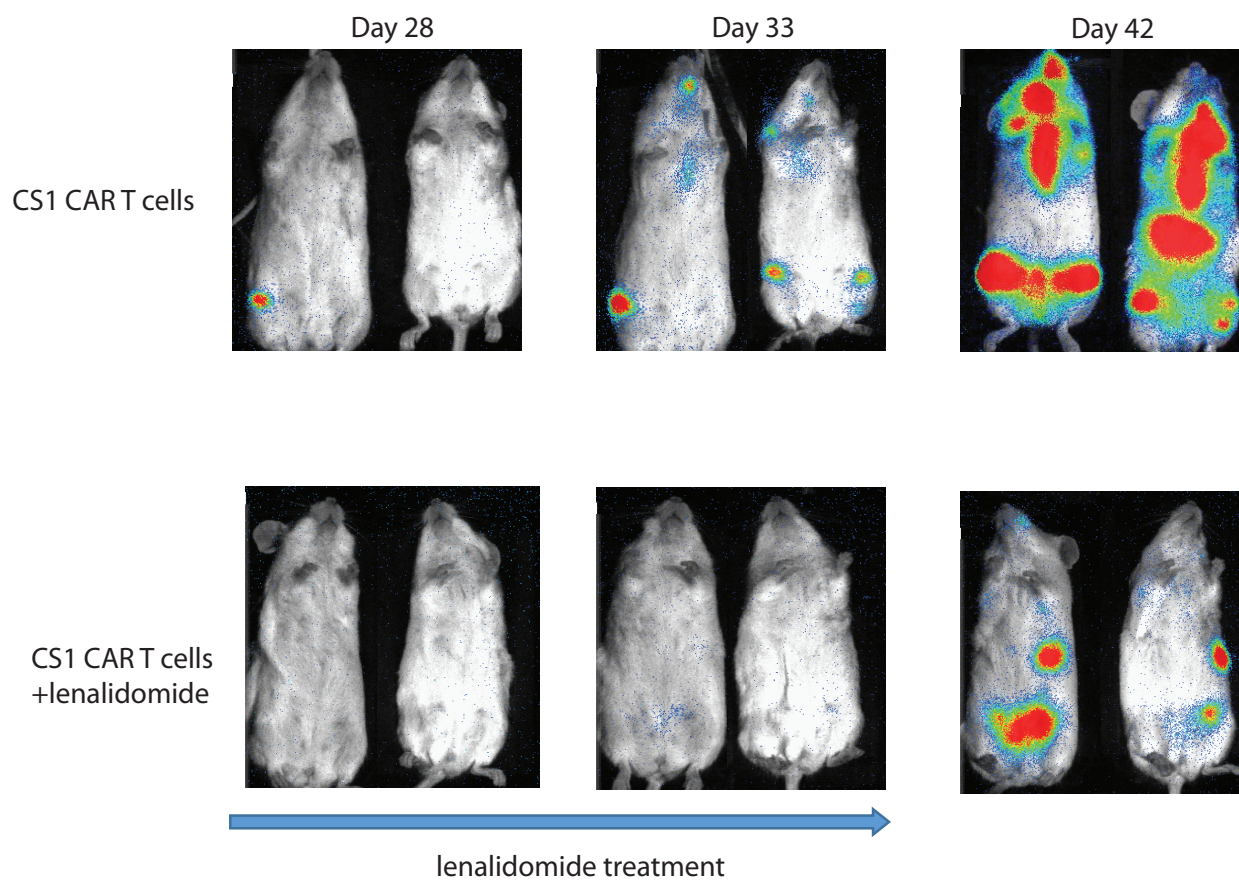 Day 28
Day 33
Day 42
CS1 CAR T cells
CS1 CAR T cells
+lenalidomide
lenalidomide treatment